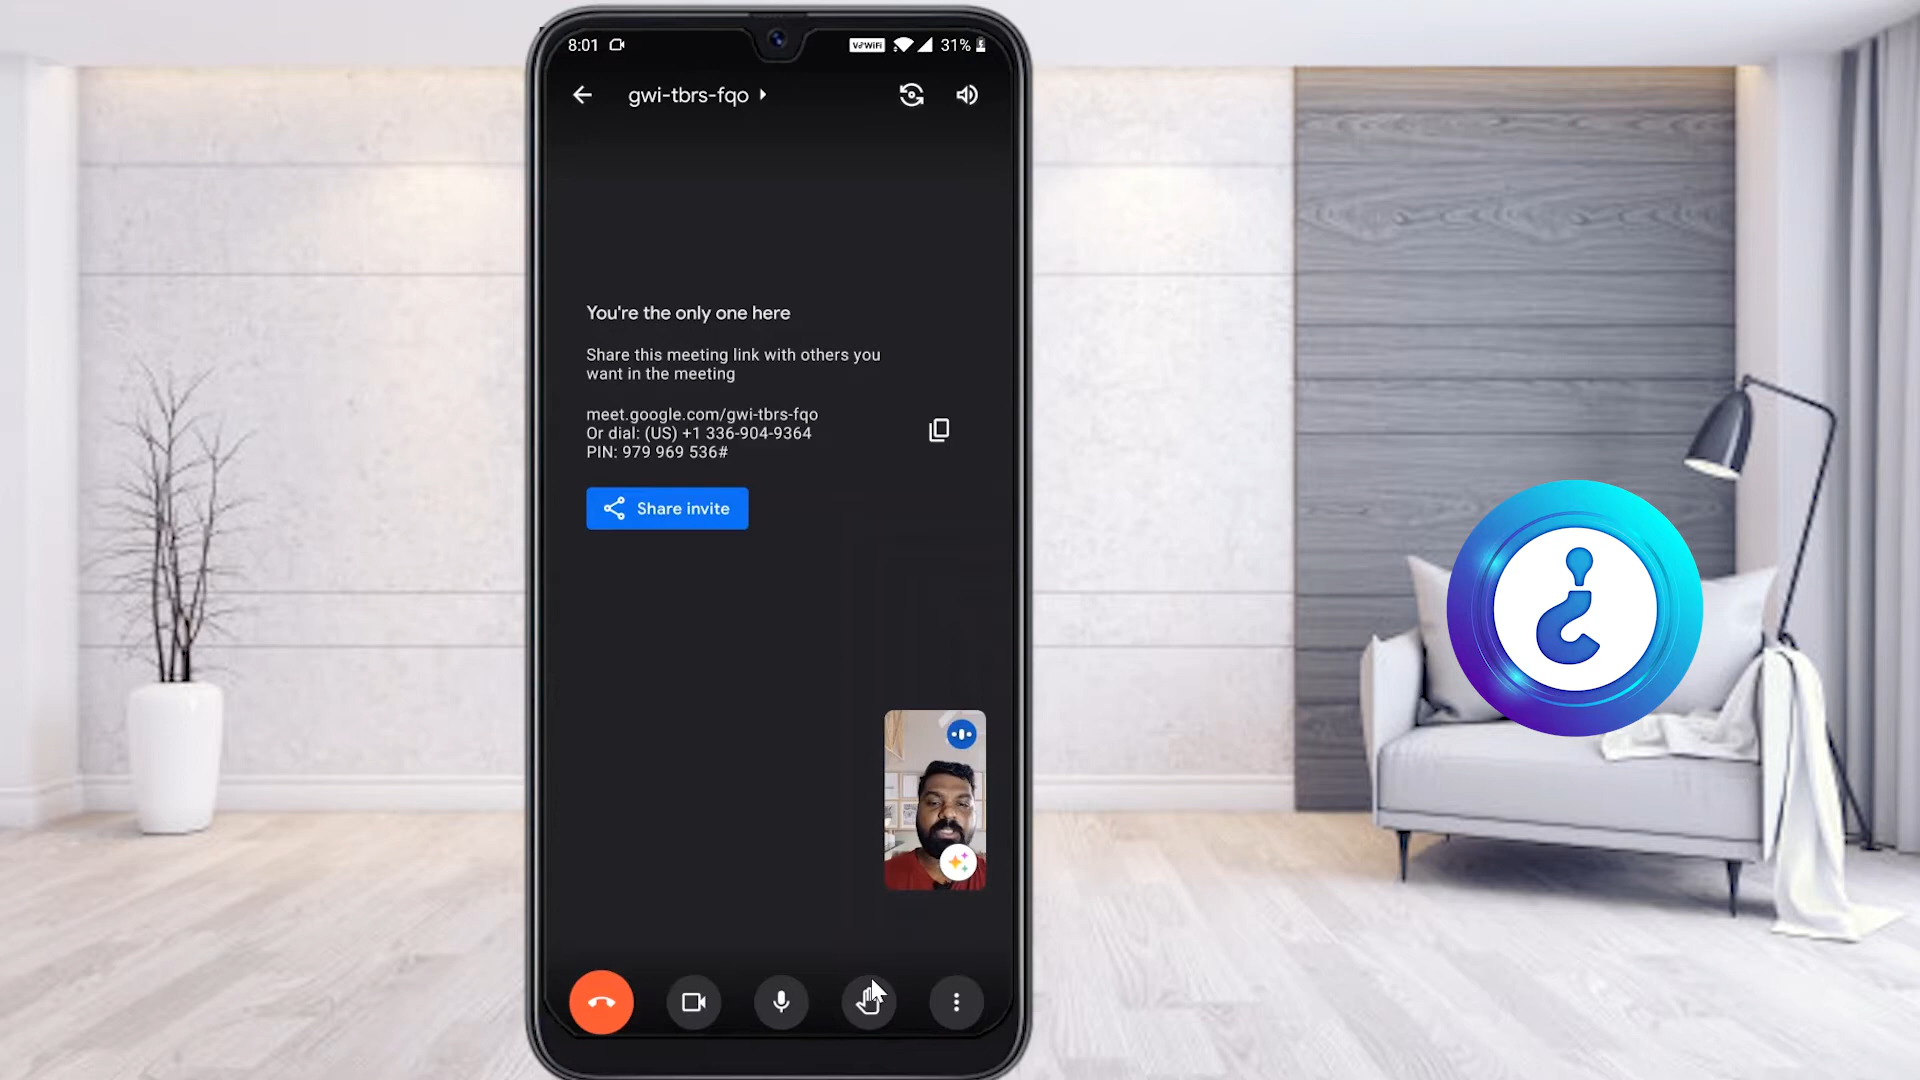 8:01
VoWiFi
31%
gwi-tbrs-fqo
You're the only one here
Share this meeting link with others you
want in the meeting
meet.google.com/gwi-tbrs-fqo
Or dial: (US) +1 336-904-9364
PIN: 979 969 536#
Share invite